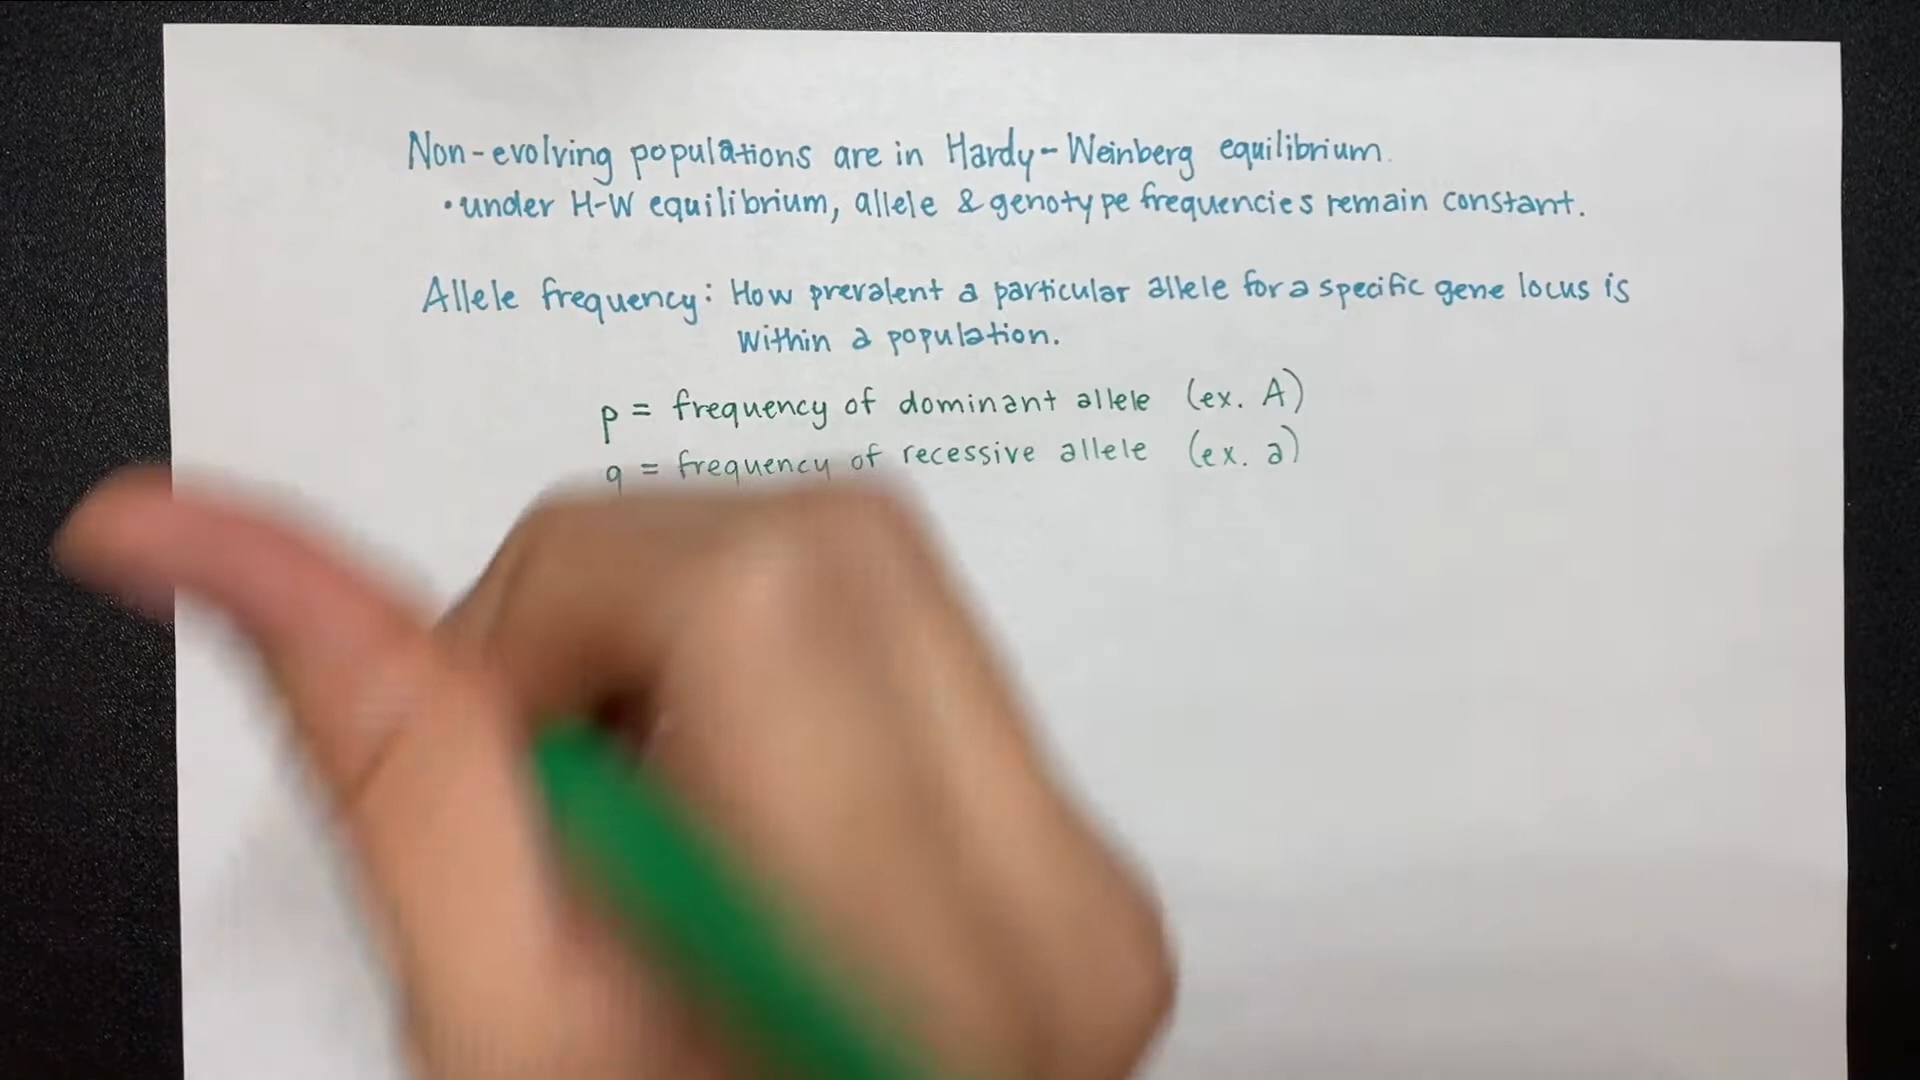 Non-evolving populations are in Hardy-Weinberg equilibrium.
• under H-W equilibrium, allele & genotype frequencies remain constant.
Allele frequency: How prevalent a particular allele for a specific gene locus is
within a population.
p = frequency of dominant allele (ex. A)
q = frequency of recessive allele (ex. a)